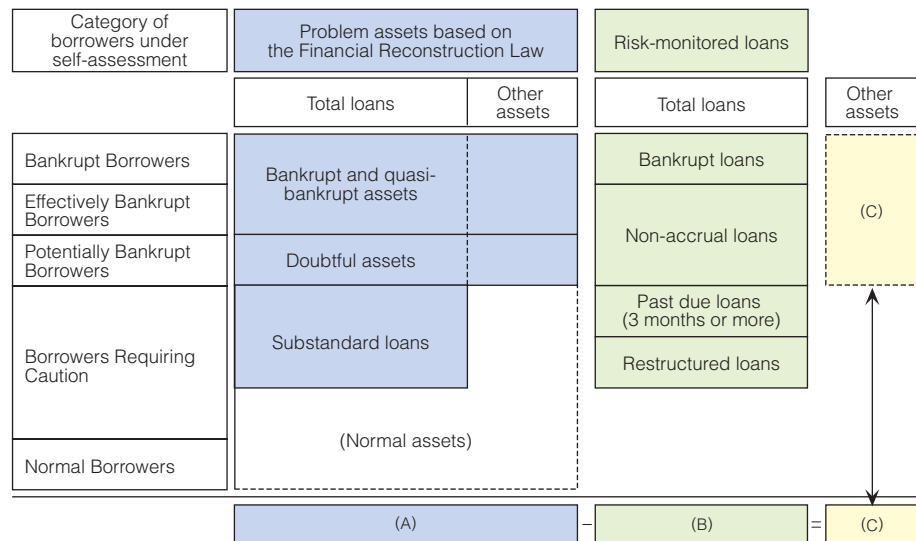 Category of
borrowers under
self-assessment
Problem assets based on
the Financial Reconstruction Law
Risk-monitored loans
Total loans
Other
assets
Total loans
Other
assets
Bankrupt Borrowers
Effectively Bankrupt
Borrowers
Potentially Bankrupt
Borrowers
Borrowers Requiring
Caution
Normal Borrowers
Bankrupt and quasi-
bankrupt assets
Doubtful assets
Substandard loans
(Normal assets)
Bankrupt loans
Non-accrual loans
Past due loans
(3 months or more)
Restructured loans
(C)
(A) – (B) = (C)